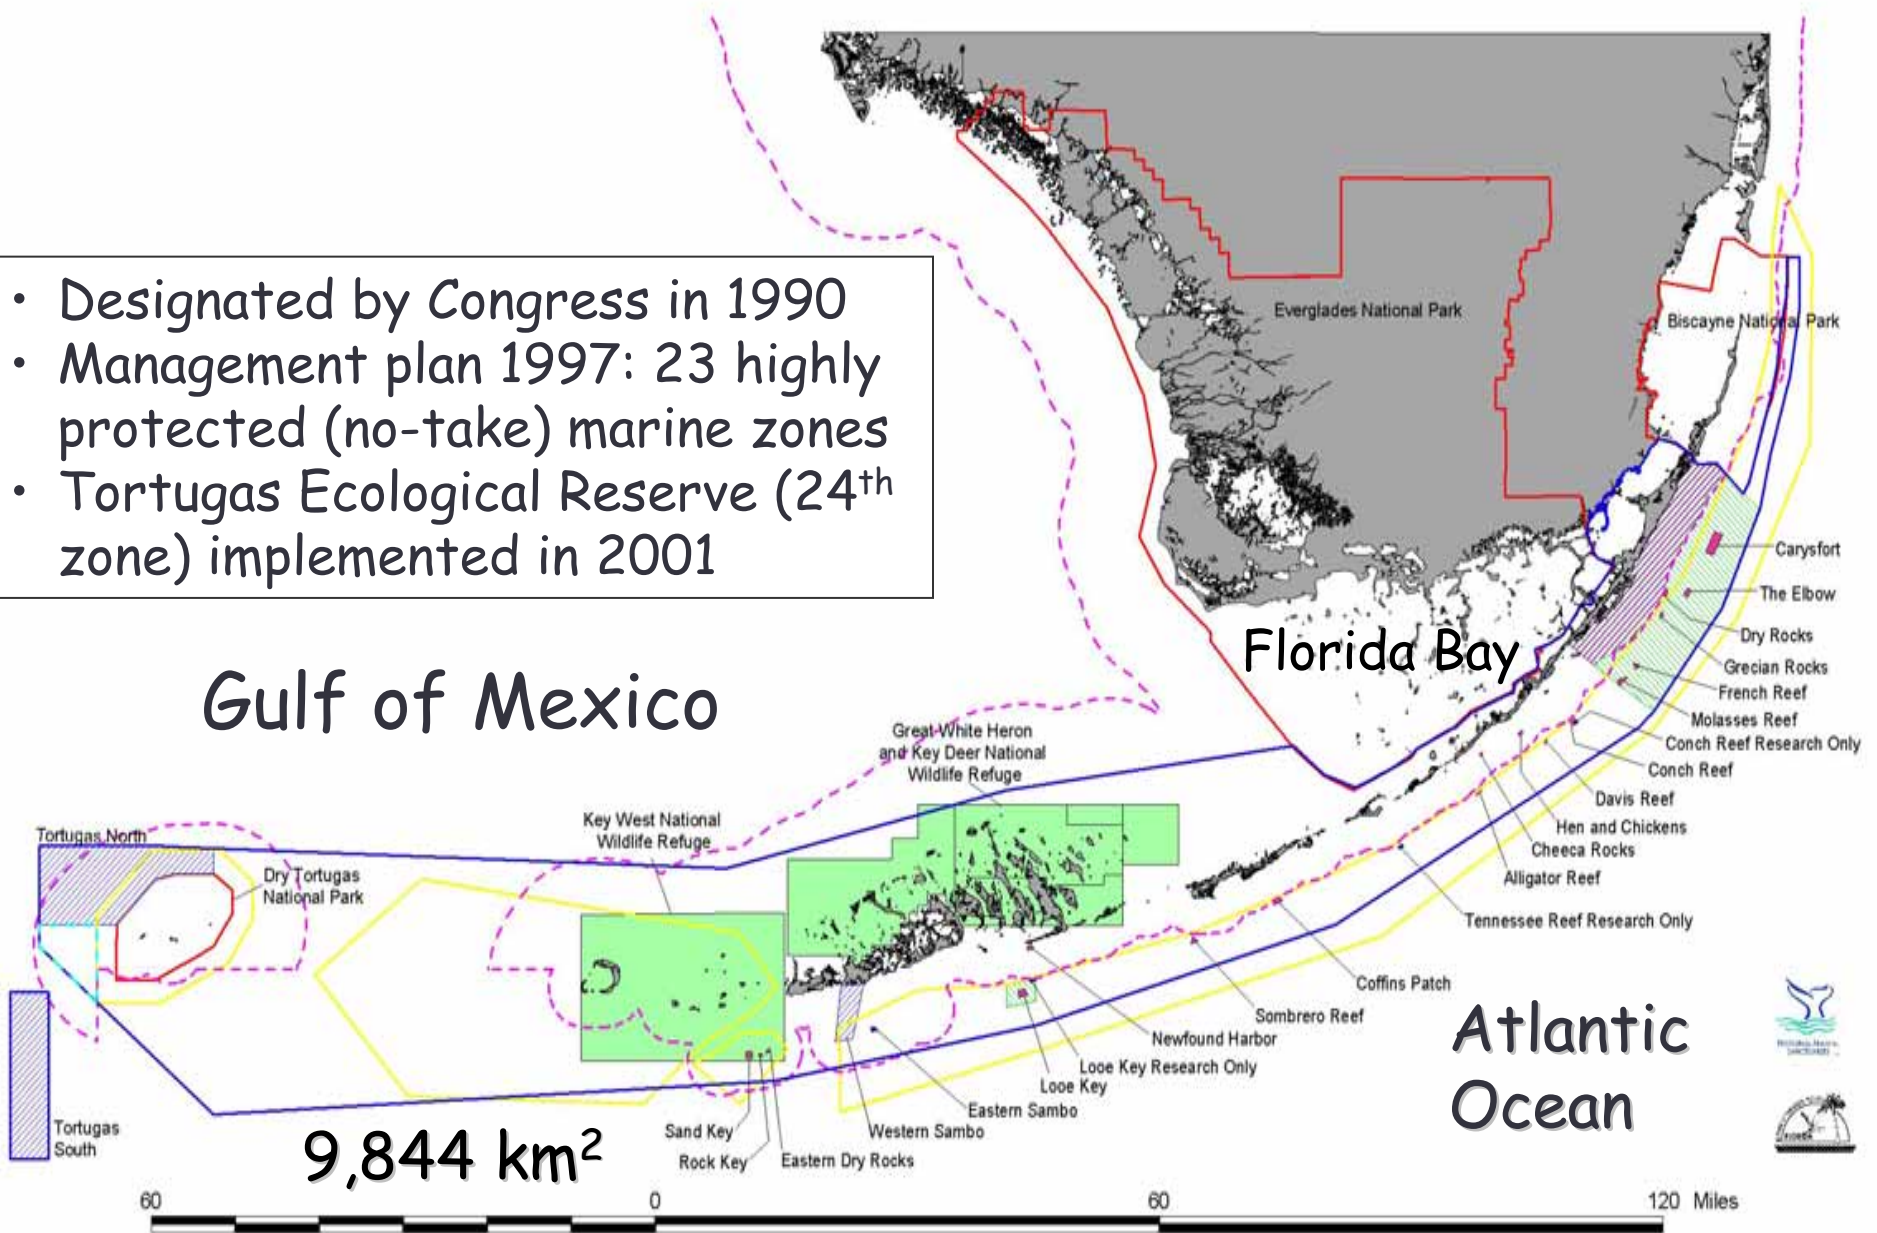 • Designated by Congress in 1990
• Management plan 1997: 23 highly
protected (no-take) marine zones
• Tortugas Ecological Reserve (24th
zone) implemented in 2001
Everglades National Park
Biscayne National Park
Gulf of Mexico
Florida Bay
Carysfort
The Elbow
Dry Rocks
Grecian Rocks
French Reef
Molasses Reef
Conch Reef Research Only
Conch Reef
Davis Reef
Hen and Chickens
Cheeca Rocks
Alligator Reef
Tennessee Reef Research Only
Coffins Patch
Sombrero Reef
Newfound Harbor
Looe Key Research Only
Looe Key
Eastern Sambo
Western Sambo
Eastern Dry Rocks
Rock Key
Sand Key
Great White Heron
and Key Deer National
Wildlife Refuge
Key West National
Wildlife Refuge
Tortugas North
Dry Tortugas
National Park
Tortugas
South
Atlantic
Ocean
9,844 km2
60 0 60 120 Miles